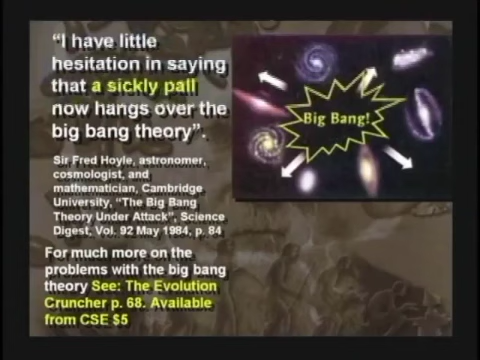 “I have little
hesitation in saying
that a sickly pall
now hangs over the
big bang theory”.
Sir Fred Hoyle, astronomer,
cosmologist, and
mathematician, Cambridge
University, “The Big Bang
Theory Under Attack”, Science
Digest, Vol. 92 May 1984, p. 84
For much more on the
problems with the big bang
theory See: The Evolution
Cruncher p. 68. Available
from CSE $5
Big Bang!